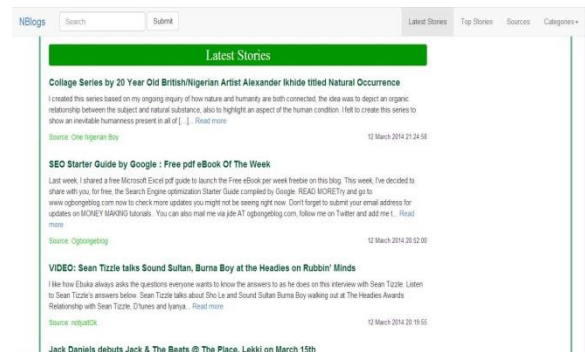 NBlogs Search Submit Latest Stories Top Stories Sources Categories
Latest Stories
Collage Series by 20 Year Old British/Nigerian Artist Alexander Ikhide titled Natural Occurrence
I created this series based on my ongoing inquiry of how nature and humanity are both connected, the idea was to depict an organic
relationship between the subject and natural substance, also to highlight an aspect of the human condition. I felt to create this series to
show an inevitable humanness present in all of [...]... Read more
Source: One Nigerian Boy 12 March 2014 21:24:58
SEO Starter Guide by Google : Free pdf eBook Of The Week
Last week, I shared a free Microsoft Excel pdf guide to launch the Free eBook per week freebie on this blog. This week, I've decided to
share with you, for free, the Search Engine optimization Starter Guide compiled by Google. READ MORETry and go to
www.ogbongeblog.com now to check more updates you might not be seeing right now. Don't forget to submit your email address for
updates on MONEY MAKING tutorials. You can also mail me via jide AT ogbongeblog.com, follow me on Twitter and add me t... Read
more
Source: Ogbongeblog 12 March 2014 20:52:00
VIDEO: Sean Tizzle talks Sound Sultan, Burna Boy at the Headies on Rubbin' Minds
I like how Ebuka always asks the questions everyone wants to know the answers to as he does on this interview with Sean Tizzle. Listen
to Sean Tizzle's answers below. Sean Tizzle talks about Sho Le and Sound Sultan Burna Boy walking out at The Headies Awards
Relationship with Sean Tizzle, D'tunes and Iyanya... Read more
Source: notjustOk 12 March 2014 20:19:55
Jack Daniels debuts Jack & The Beats @ The Place, Lekki on March 15th